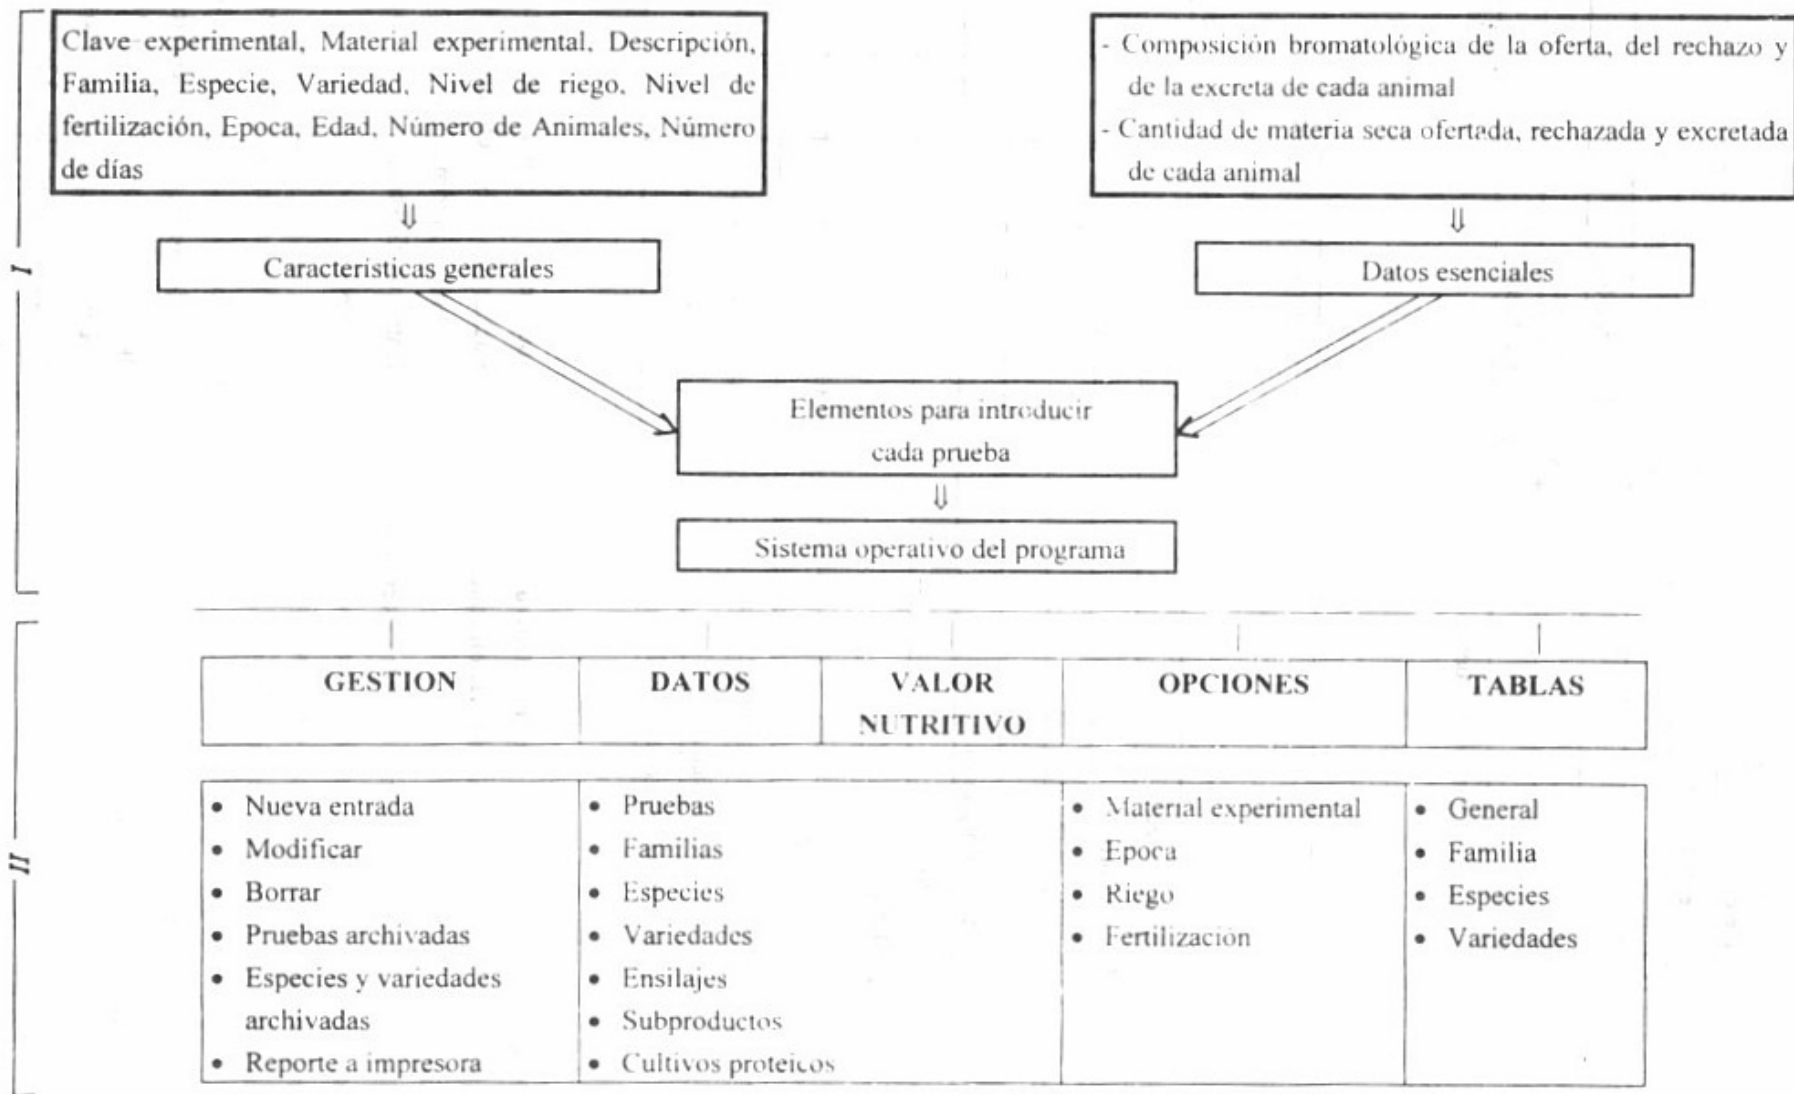 Clave experimental, Material experimental, Descripción,
Familia, Especie, Variedad, Nivel de riego, Nivel de
fertilización, Epoca, Edad, Número de Animales, Número
de días
- Composición bromatológica de la oferta, del rechazo y
de la excreta de cada animal
- Cantidad de materia seca ofertada, rechazada y excretada
de cada animal
I
Caracteristicas generales
Datos esenciales
Elementos para introducir
cada prueba
Sistema operativo del programa
II
GESTION
DATOS
VALOR
NUTRITIVO
OPCIONES
TABLAS
• Nueva entrada
• Modificar
• Borrar
• Pruebas archivadas
• Especies y variedades
archivadas
• Reporte a impresora
• Pruebas
• Familias
• Especies
• Variedades
• Ensilajes
• Subproductos
• Cultivos proteicos
• Material experimental
• Epoca
• Riego
• Fertilización
• General
• Familia
• Especies
• Variedades